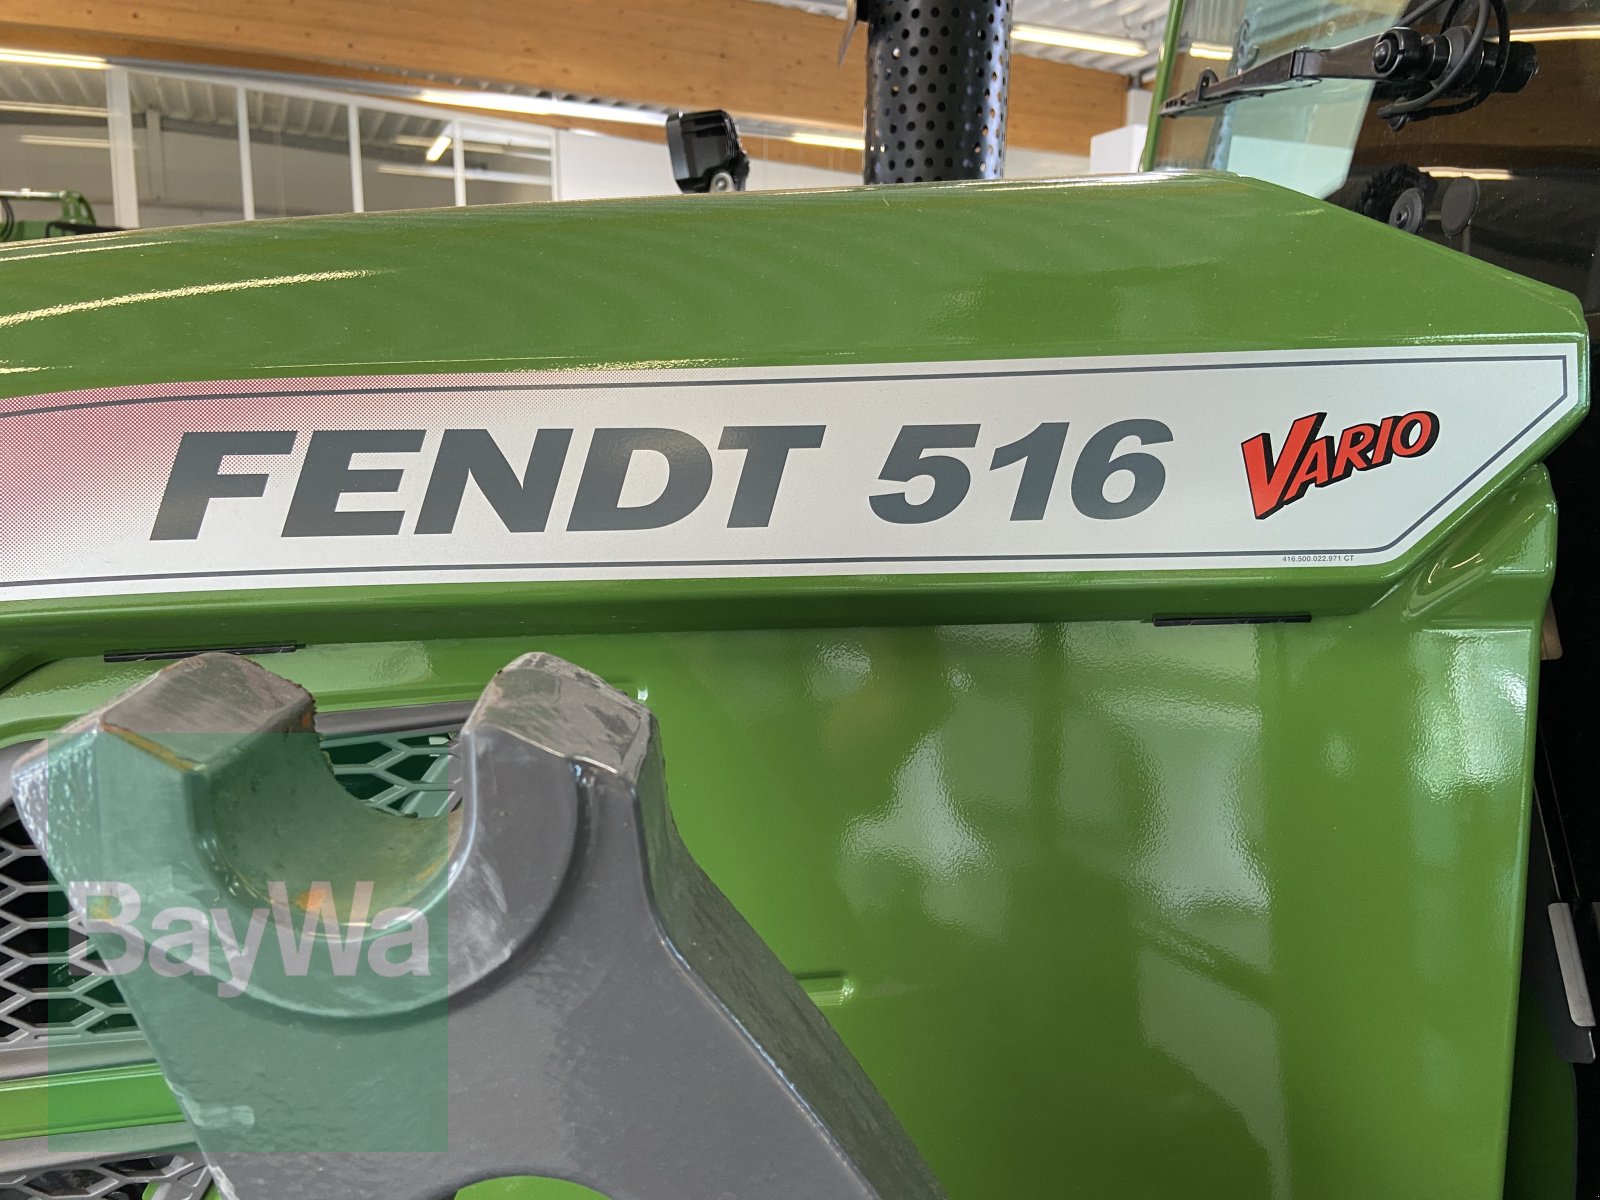 FENDT 516 VARIO
416.500.022.971 CT
BayWa